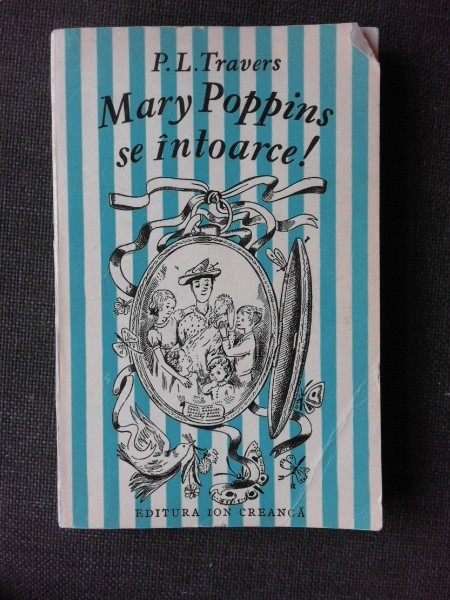 P. L. Travers
Mary Poppins
se întoarce!
EDITURA ION CREANGĂ